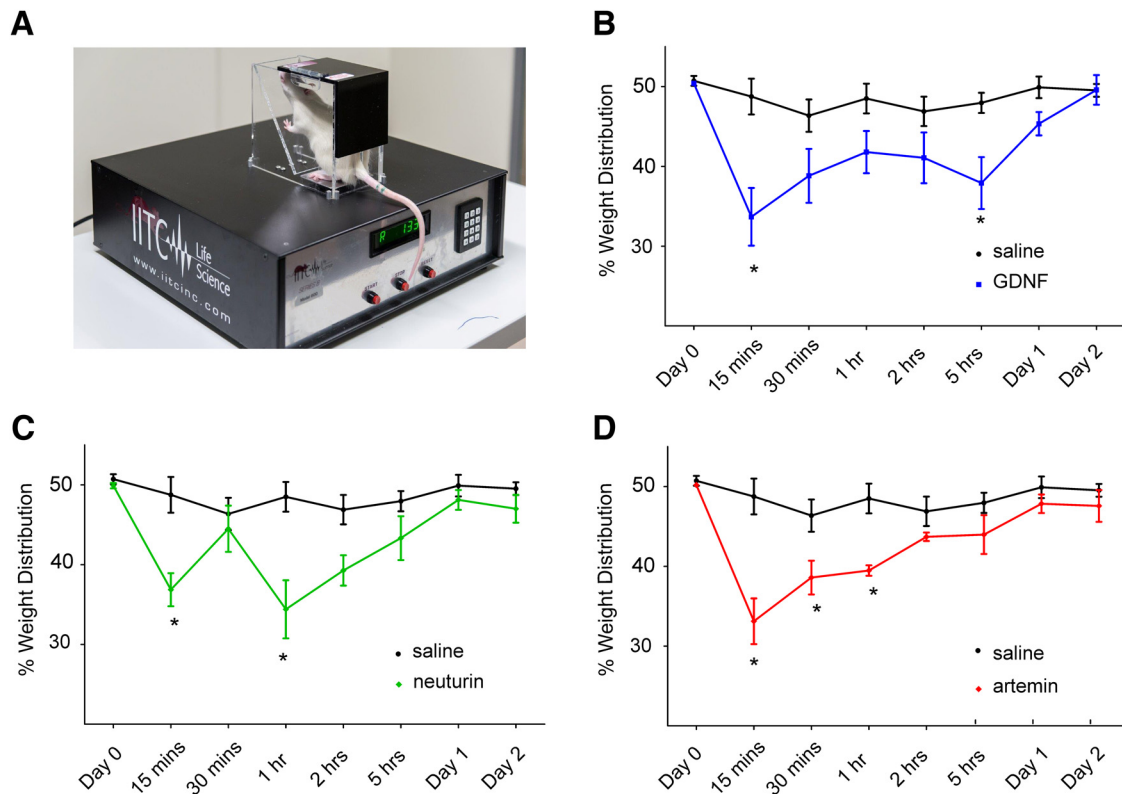 A
IITC Life
Science
www.iitcinc.com
IITC
START
STOP
B
% Weight Distribution
50
40
30
*
*
saline
GDNF
Day 0
15 mins
30 mins
1 hr
2 hrs
5 hrs
Day 1
Day 2
C
% Weight Distribution
50
40
30
*
*
saline
neuturin
Day 0
15 mins
30 mins
1 hr
2 hrs
5 hrs
Day 1
Day 2
D
% Weight Distribution
50
40
30
*
*
*
saline
artemin
Day 0
15 mins
30 mins
1 hr
2 hrs
5 hrs
Day 1
Day 2